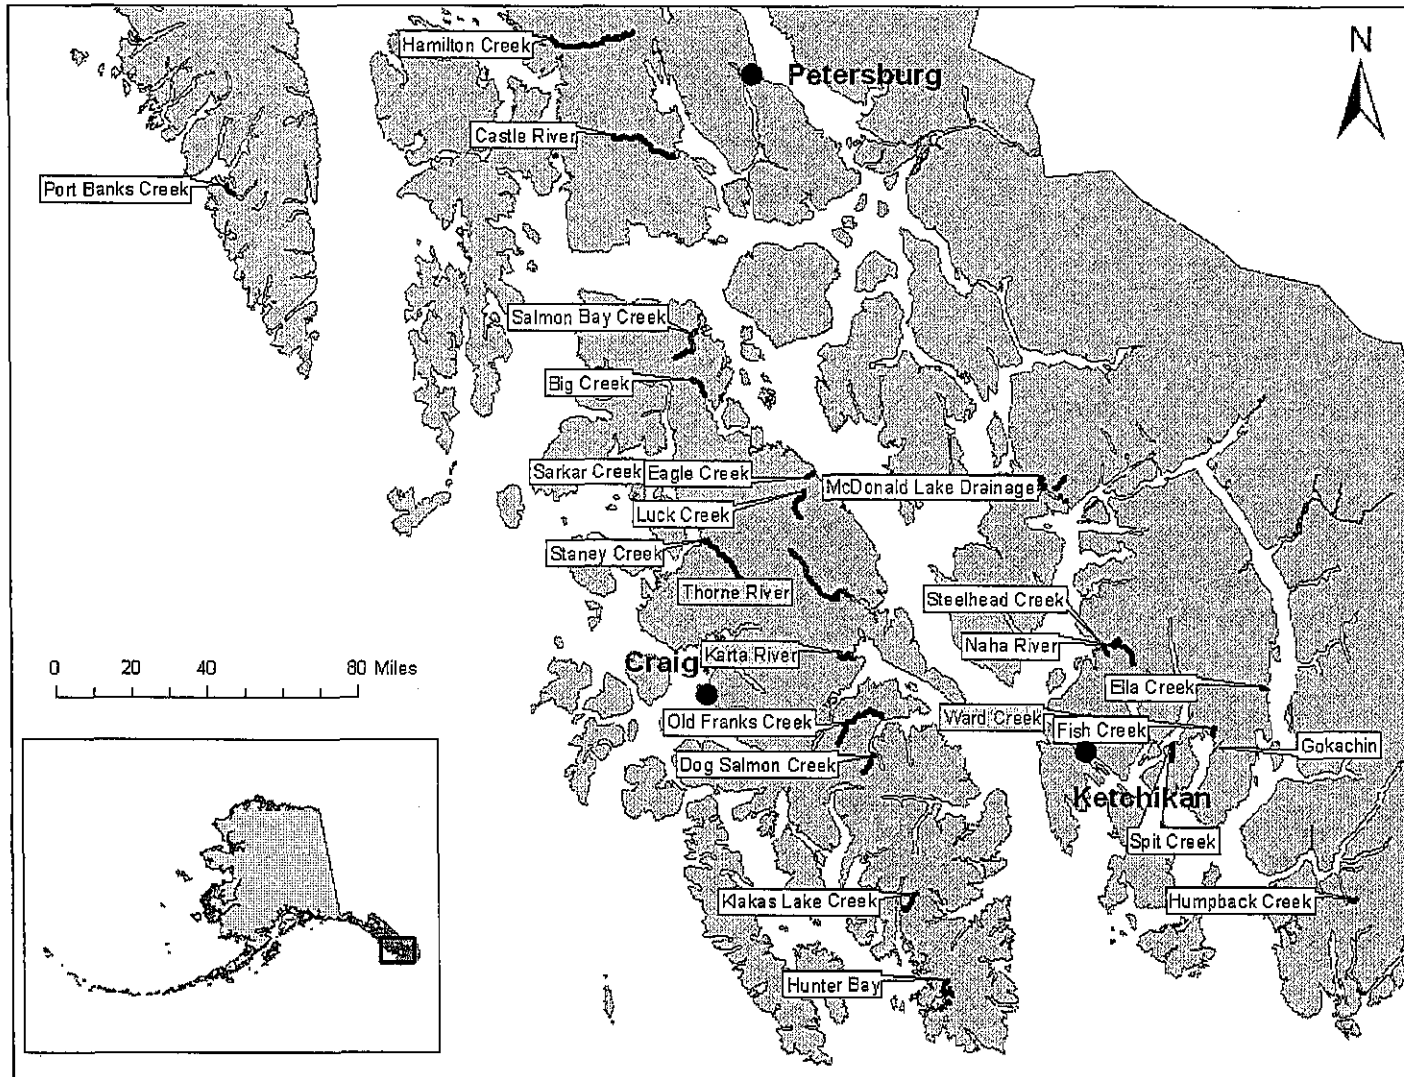 Hamilton Creek
N
Petersburg
Castle River
Port Banks Creek
Salmon Bay Creek
Big Creek
Sarkar Creek
Eagle Creek
McDonald Lake Drainage
Luck Creek
Staney Creek
Thorne River
Steelhead Creek
Naha River
Karta River
Craig
0 20 40 80 Miles
Ella Creek
Old Franks Creek
Ward Creek
Fish Creek
Gokachin
Dog Salmon Creek
Ketchikan
Spit Creek
Klakas Lake Creek
Humpback Creek
Hunter Bay